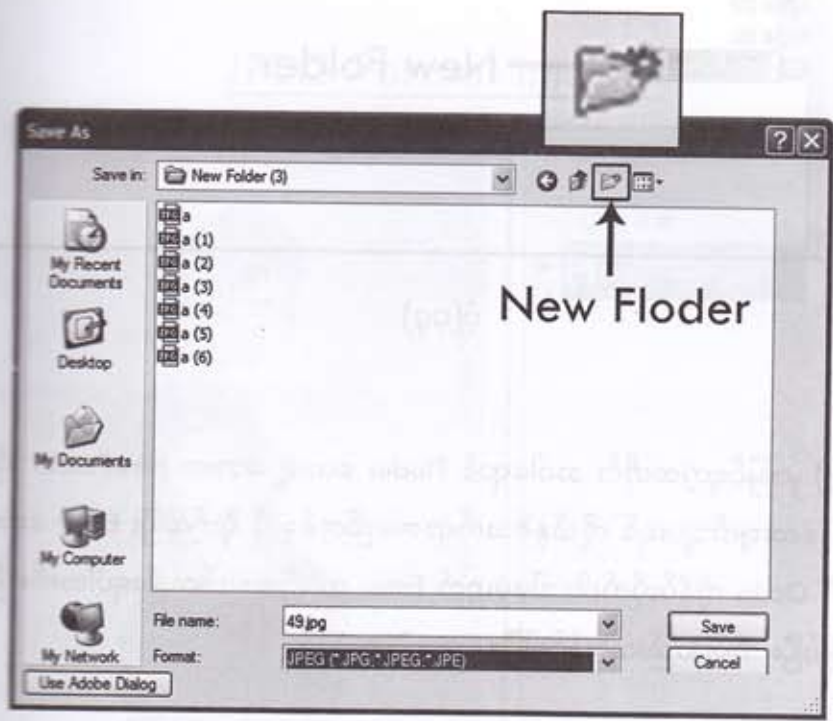 Save As
Save in: New Folder (3)
My Recent
Documents
Desktop
My Documents
My Computer
My Network
a
a (1)
a (2)
a (3)
a (4)
a (5)
a (6)
New Floder
File name: 49.jpg Save
Format: JPEG (*.JPG;*.JPEG;*.JPE) Cancel
Use Adobe Dialog